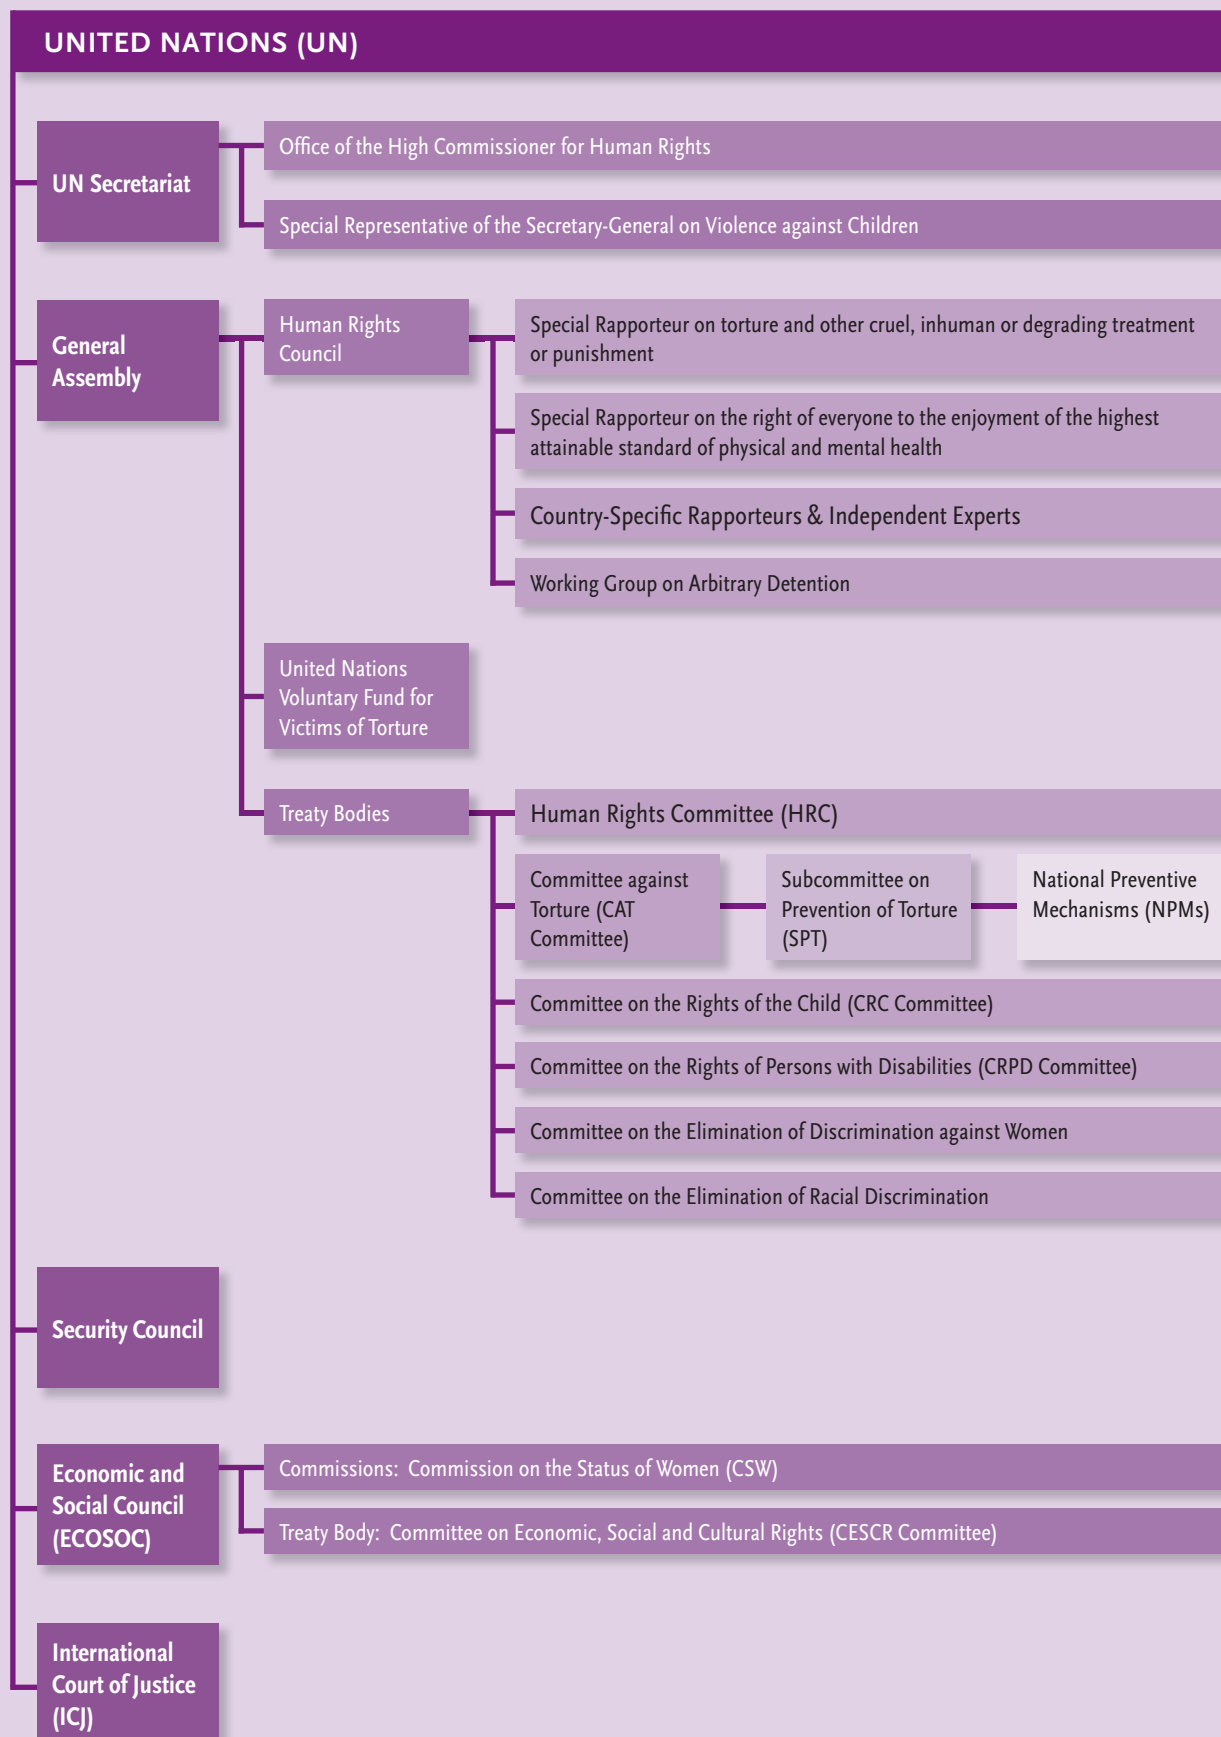 UNITED NATIONS (UN)
UN Secretariat
Office of the High Commissioner for Human Rights
Special Representative of the Secretary-General on Violence against Children
General
Assembly
Human Rights
Council
Special Rapporteur on torture and other cruel, inhuman or degrading treatment
or punishment
Special Rapporteur on the right of everyone to the enjoyment of the highest
attainable standard of physical and mental health
Country-Specific Rapporteurs & Independent Experts
Working Group on Arbitrary Detention
United Nations
Voluntary Fund for
Victims of Torture
Treaty Bodies
Human Rights Committee (HRC)
Committee against
Torture (CAT
Committee)
Subcommittee on
Prevention of Torture
(SPT)
National Preventive
Mechanisms (NPMs)
Committee on the Rights of the Child (CRC Committee)
Committee on the Rights of Persons with Disabilities (CRPD Committee)
Committee on the Elimination of Discrimination against Women
Committee on the Elimination of Racial Discrimination
Security Council
Economic and
Social Council
(ECOSOC)
Commissions: Commission on the Status of Women (CSW)
Treaty Body: Committee on Economic, Social and Cultural Rights (CESCR Committee)
International
Court of Justice
(ICJ)